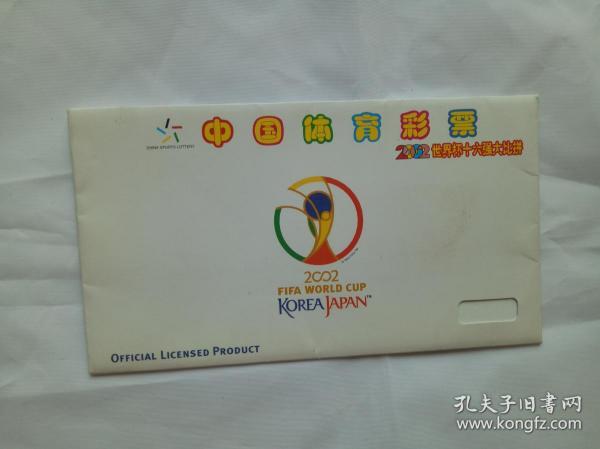 中国体育彩票
CHINA SPORTS LOTTERY
2002世界杯十六强大比拼
2002
FIFA WORLD CUP
KOREA JAPAN™
OFFICIAL LICENSED PRODUCT
孔夫子旧书网
www.kongfz.com